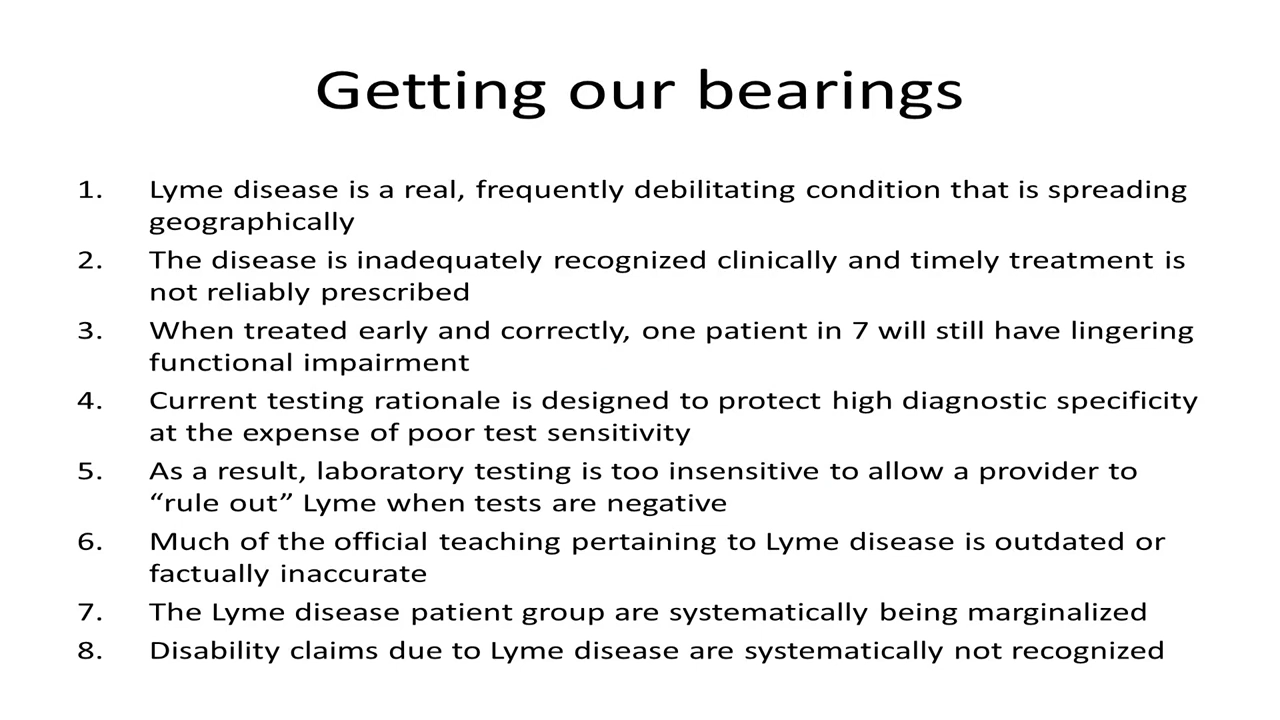 Getting our bearings
1. Lyme disease is a real, frequently debilitating condition that is spreading
geographically
2. The disease is inadequately recognized clinically and timely treatment is
not reliably prescribed
3. When treated early and correctly, one patient in 7 will still have lingering
functional impairment
4. Current testing rationale is designed to protect high diagnostic specificity
at the expense of poor test sensitivity
5. As a result, laboratory testing is too insensitive to allow a provider to
“rule out” Lyme when tests are negative
6. Much of the official teaching pertaining to Lyme disease is outdated or
factually inaccurate
7. The Lyme disease patient group are systematically being marginalized
8. Disability claims due to Lyme disease are systematically not recognized